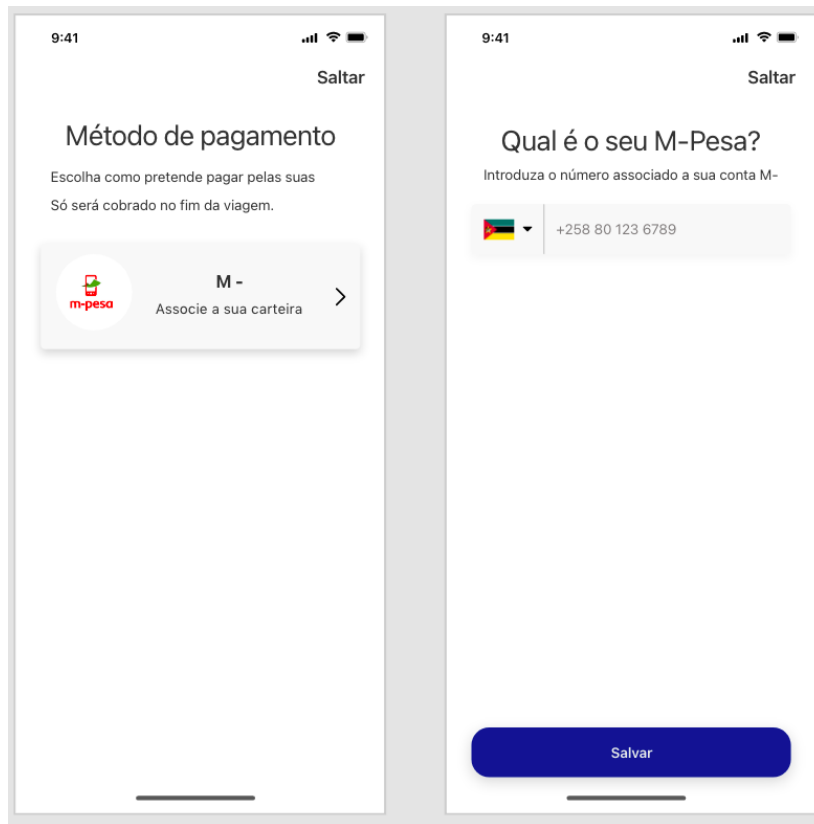 9:41
Saltar
Método de pagamento
Escolha como pretende pagar pelas suas
Só será cobrado no fim da viagem.
m-pesa
M -
Associe a sua carteira
9:41
Saltar
Qual é o seu M-Pesa?
Introduza o número associado a sua conta M-
+258 80 123 6789
Salvar